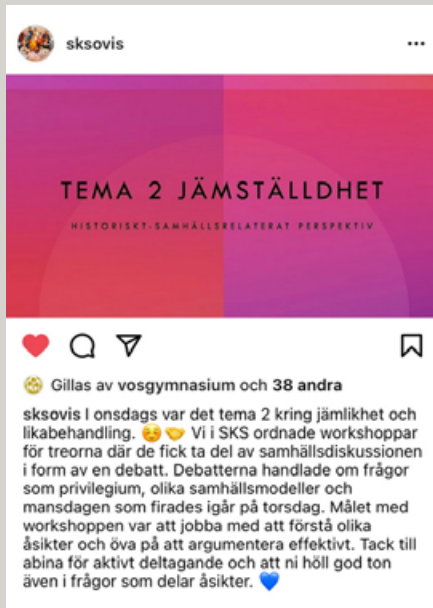 sksovis
TEMA 2 JÄMSTÄLLDHET
HISTORISKT-SAMHÄLLSRELATERAT PERSPEKTIV
Gillas av vosgymnasium och 38 andra
sksovis I onsdags var det tema 2 kring jämlikhet och
likabehandling. ☺️ 🤝 Vi i SKS ordnade workshoppar
för treorna där de fick ta del av samhällsdiskussionen
i form av en debatt. Debatterna handlade om frågor
som privilegium, olika samhällsmodeller och
mansdagen som firades igår på torsdag. Målet med
workshoppen var att jobba med att förstå olika
åsikter och öva på att argumentera effektivt. Tack till
abina för aktivt deltagande och att ni höll god ton
även i frågor som delar åsikter. 💙